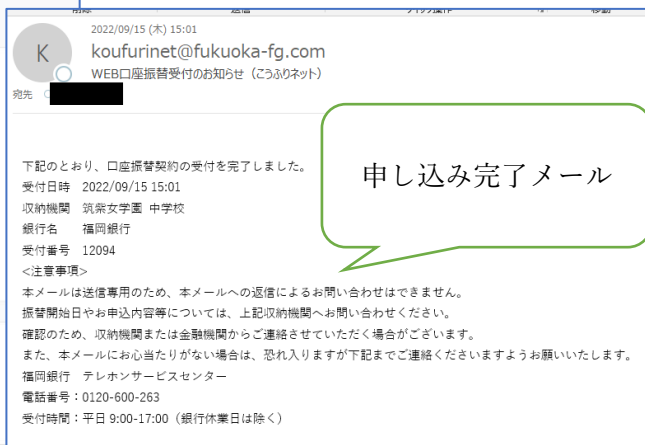 2022/09/15 (木) 15:01
K
koufurinet@fukuoka-fg.com
WEB口座振替受付のお知らせ（こうふりネット）
宛先
申し込み完了メール
下記のとおり、口座振替契約の受付を完了しました。
受付日時 2022/09/15 15:01
収納機関 筑紫女学園 中学校
銀行名 福岡銀行
受付番号 12094
<注意事項>
本メールは送信専用のため、本メールへの返信によるお問い合わせはできません。
振替開始日やお申込内容等については、上記収納機関へお問い合わせください。
確認のため、収納機関または金融機関からご連絡させていただく場合がございます。
また、本メールにお心当たりがない場合は、恐れ入りますが下記までご連絡くださいますようお願いいたします。
福岡銀行 テレホンサービスセンター
電話番号：0120-600-263
受付時間：平日 9:00-17:00（銀行休業日は除く）